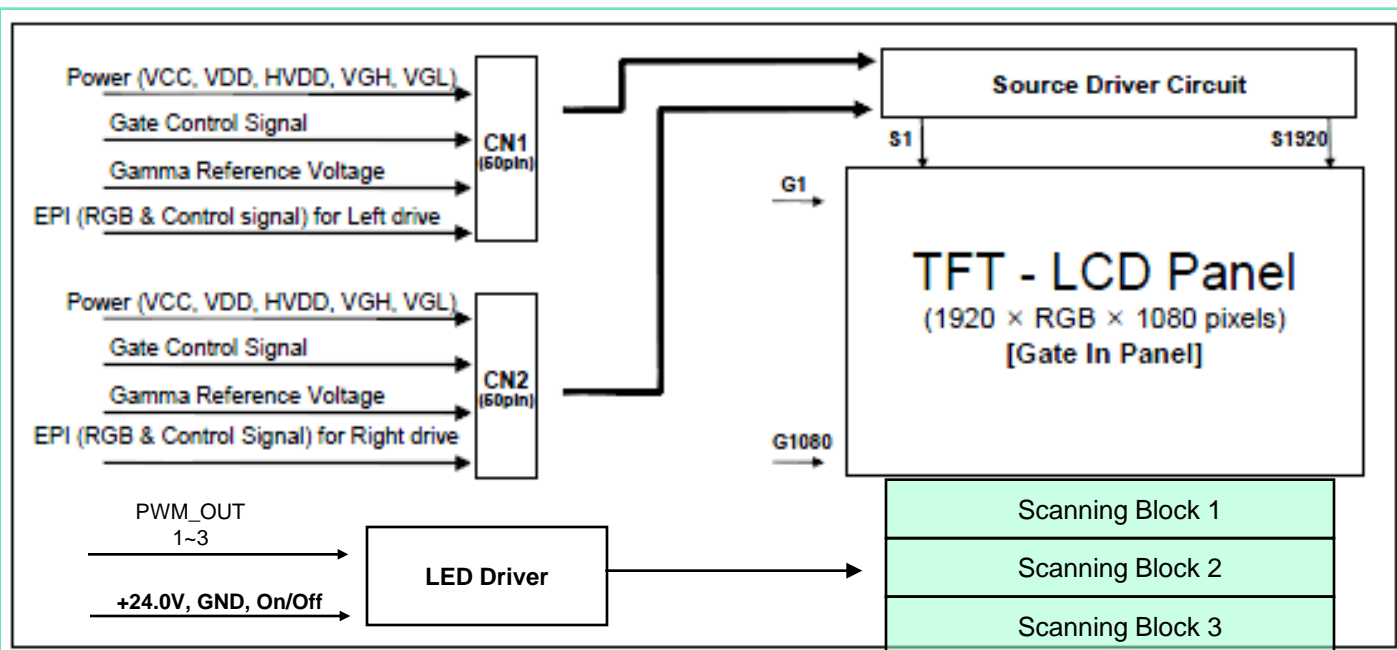 Power (VCC, VDD, HVDD, VGH, VGL)
Gate Control Signal
Gamma Reference Voltage
EPI (RGB & Control signal) for Left drive
CN1
(60pin)
Power (VCC, VDD, HVDD, VGH, VGL)
Gate Control Signal
Gamma Reference Voltage
EPI (RGB & Control Signal) for Right drive
CN2
(60pin)
PWM_OUT
1~3
+24.0V, GND, On/Off
LED Driver
Source Driver Circuit
S1
S1920
G1
G1080
TFT - LCD Panel
(1920 × RGB × 1080 pixels)
[Gate In Panel]
Scanning Block 1
Scanning Block 2
Scanning Block 3